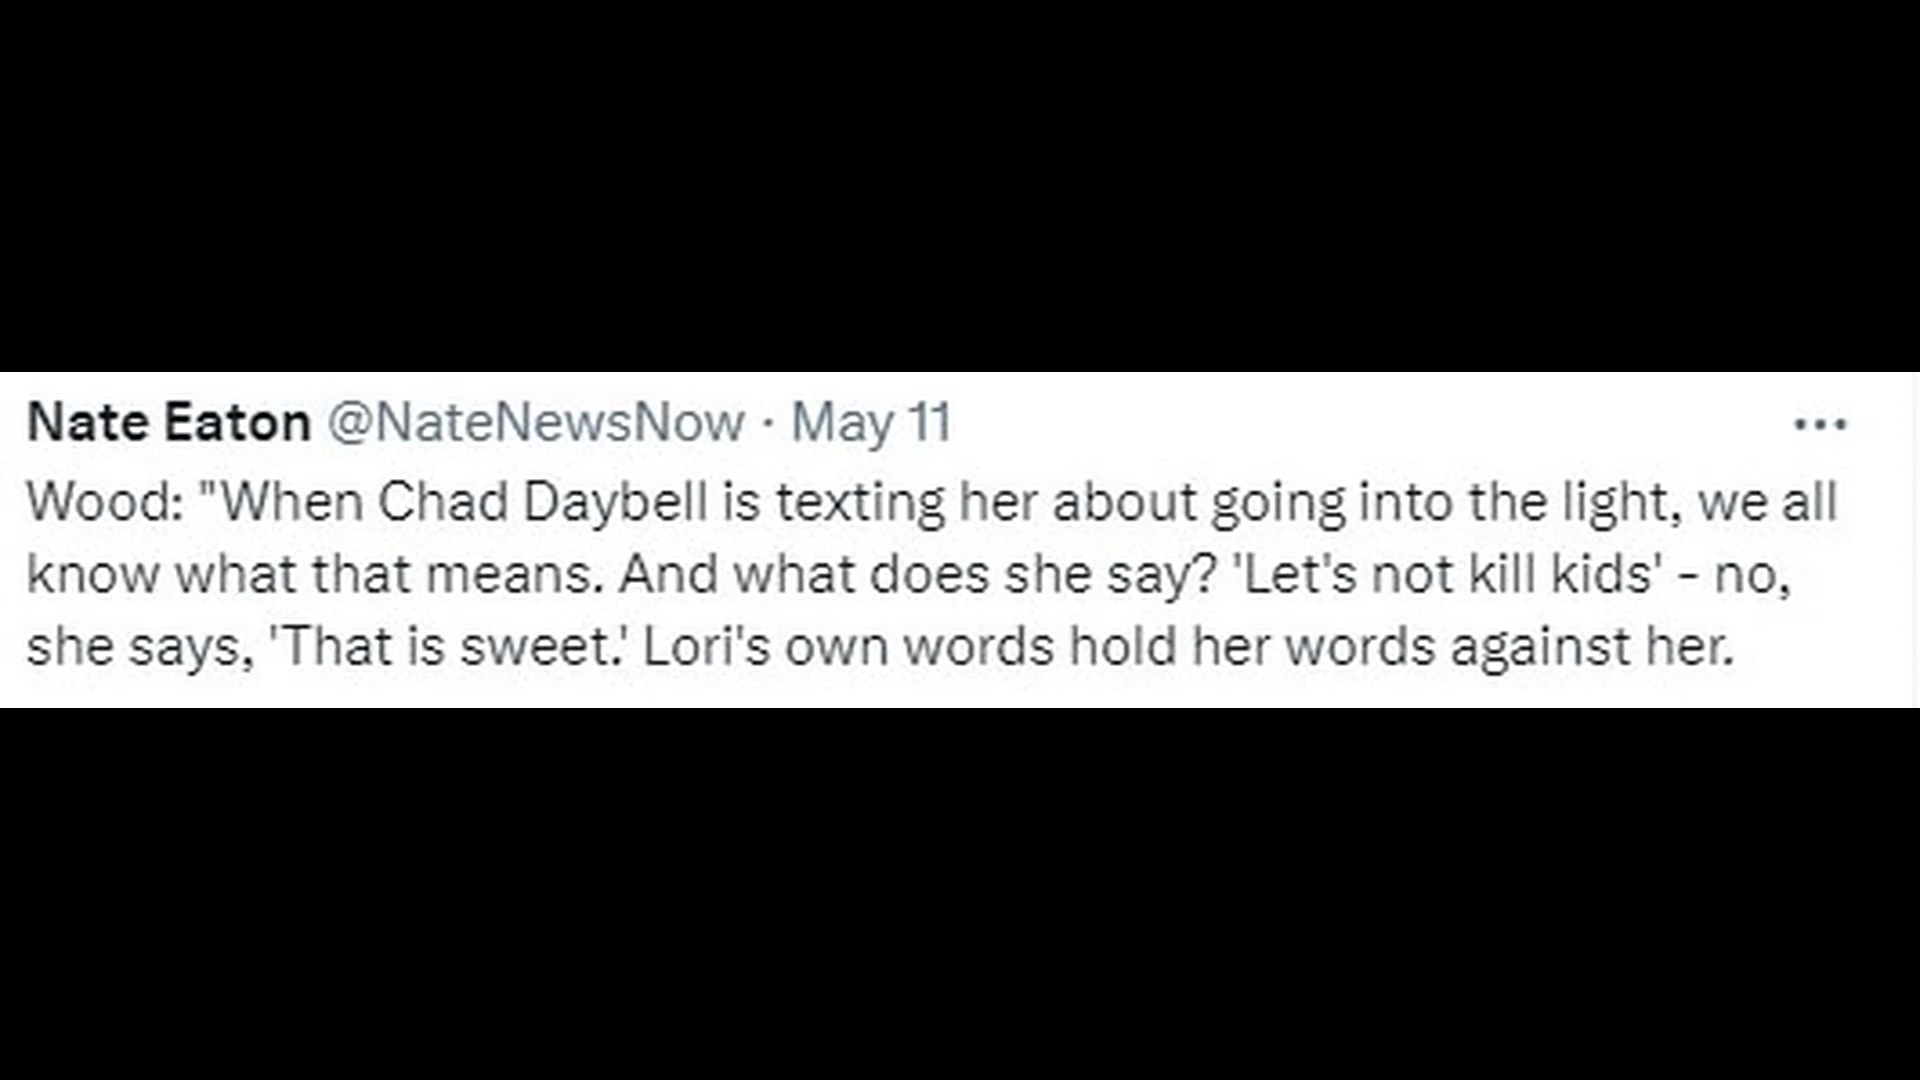 Nate Eaton @NateNewsNow · May 11
Wood: "When Chad Daybell is texting her about going into the light, we all
know what that means. And what does she say? 'Let's not kill kids' - no,
she says, 'That is sweet.' Lori's own words hold her words against her.